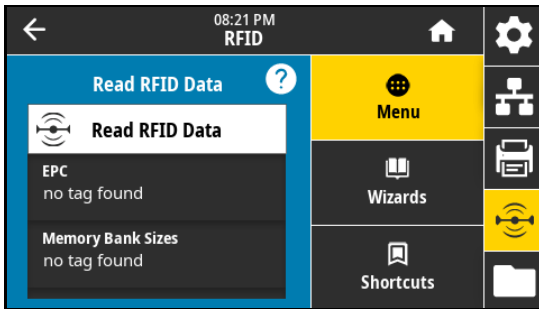 08:21 PM
RFID
Read RFID Data
?
Read RFID Data
EPC
no tag found
Memory Bank Sizes
no tag found
Menu
Wizards
Shortcuts